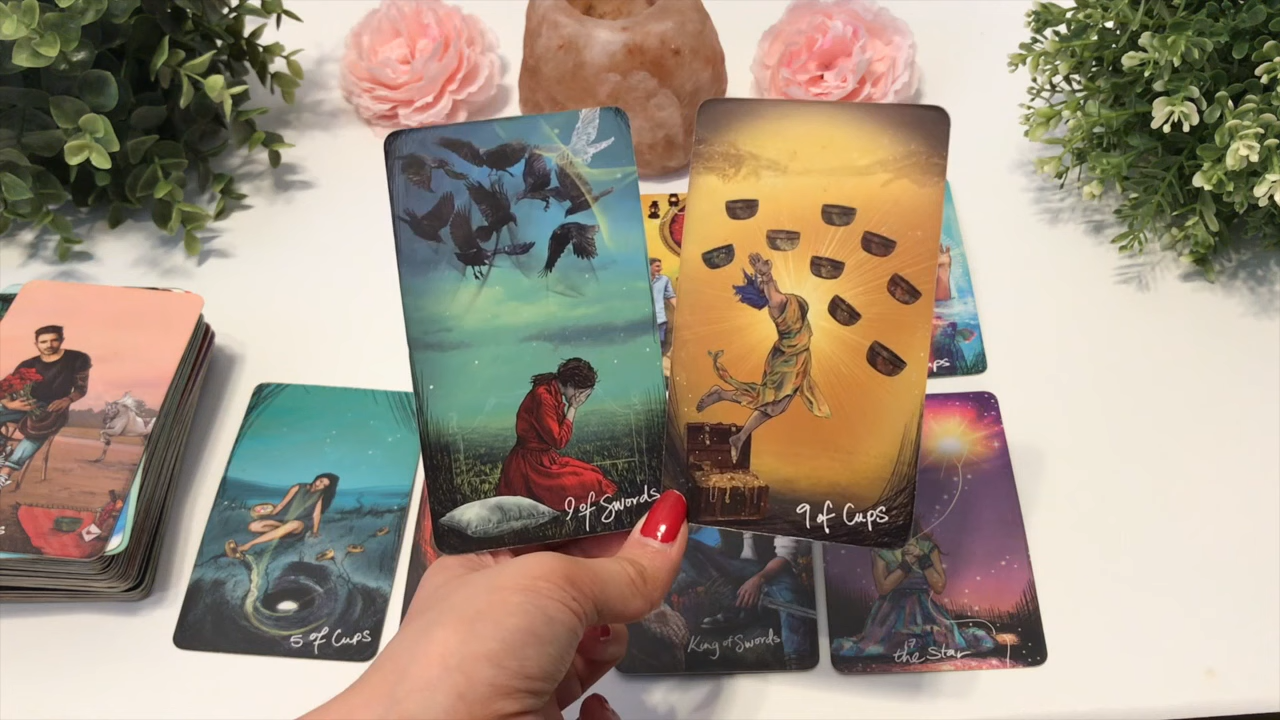 9 of Swords
9 of Cups
5 of Cups
King of Swords
the Star